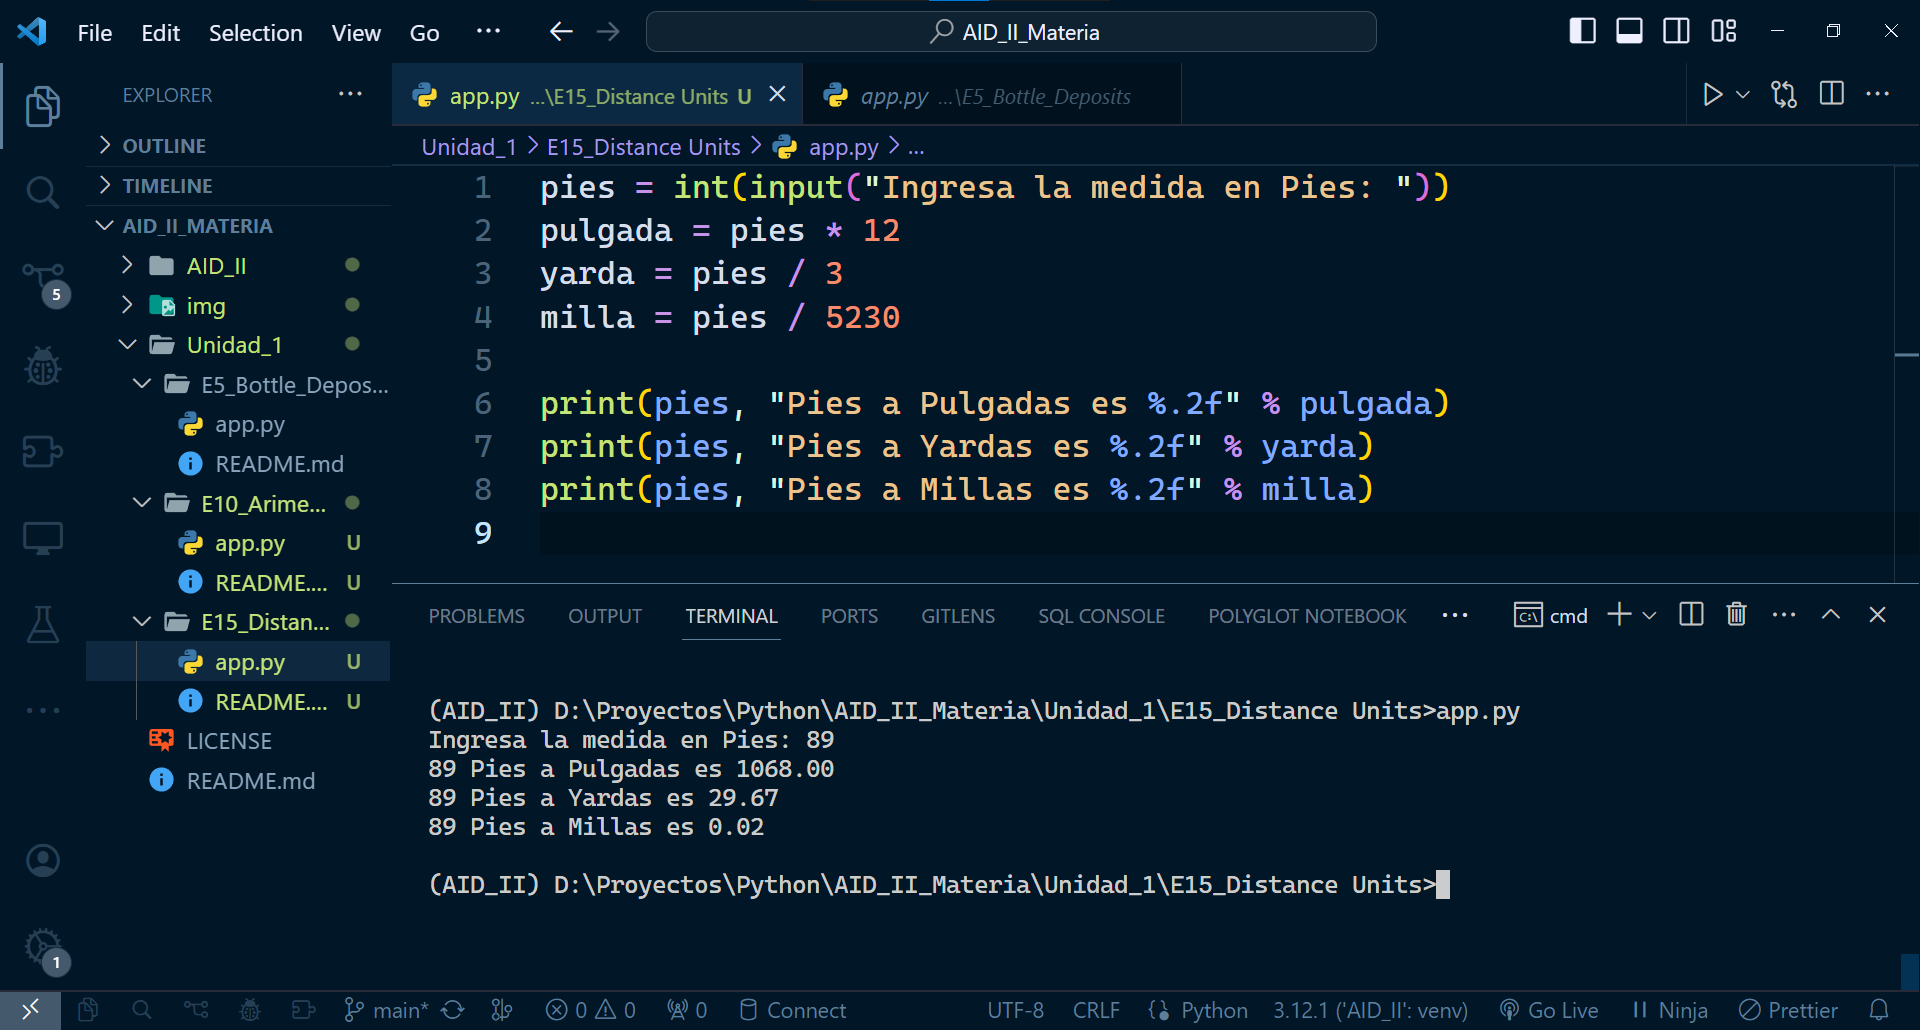 File Edit Selection View Go ··· AID_II_Materia
EXPLORER ···
OUTLINE
TIMELINE
AID_II_MATERIA
AID_II
img
Unidad_1
E5_Bottle_Depos...
app.py
README.md
E10_Arime...
app.py U
README.... U
E15_Distan...
app.py U
README.... U
LICENSE
README.md
5
1
app.py ...\E15_Distance Units U app.py ...\E5_Bottle_Deposits
Unidad_1 > E15_Distance Units > app.py > ...
1 pies = int(input("Ingresa la medida en Pies: "))
2 pulgada = pies * 12
3 yarda = pies / 3
4 milla = pies / 5230
5
6 print(pies, "Pies a Pulgadas es %.2f" % pulgada)
7 print(pies, "Pies a Yardas es %.2f" % yarda)
8 print(pies, "Pies a Millas es %.2f" % milla)
9
PROBLEMS OUTPUT TERMINAL PORTS GITLENS SQL CONSOLE POLYGLOT NOTEBOOK ··· cmd
(AID_II) D:\Proyectos\Python\AID_II_Materia\Unidad_1\E15_Distance Units>app.py
Ingresa la medida en Pies: 89
89 Pies a Pulgadas es 1068.00
89 Pies a Yardas es 29.67
89 Pies a Millas es 0.02
(AID_II) D:\Proyectos\Python\AID_II_Materia\Unidad_1\E15_Distance Units>
main* 0 0 0 Connect UTF-8 CRLF Python 3.12.1 ('AID_II': venv) Go Live Ninja Prettier